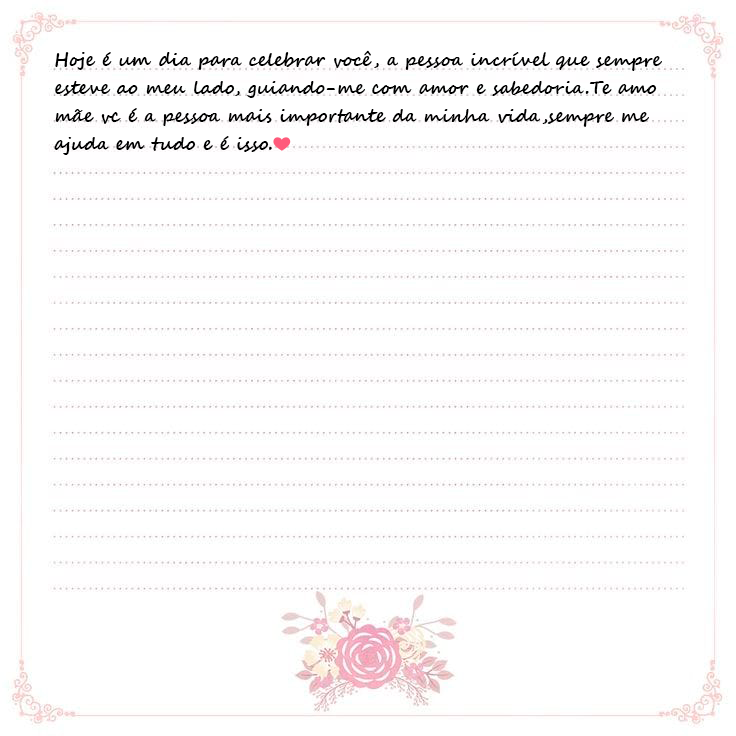 Hoje é um dia para celebrar você, a pessoa incrível que sempre
esteve ao meu lado, guiando-me com amor e sabedoria.Te amo
mãe vc é a pessoa mais importante da minha vida,sempre me
ajuda em tudo e é isso.❤